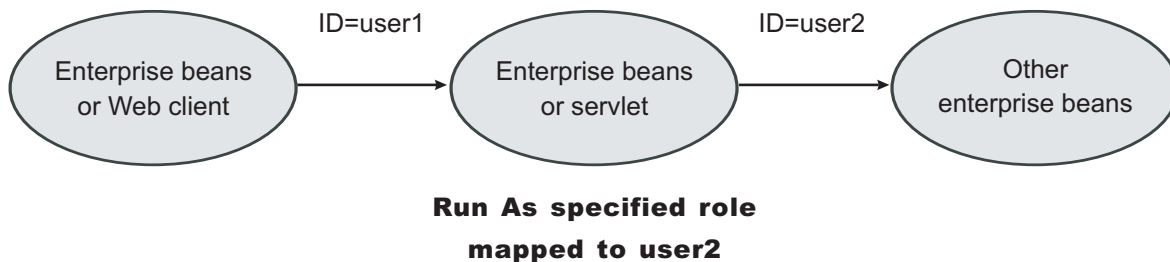 ID=user1
ID=user2
Enterprise beans
or Web client
Enterprise beans
or servlet
Other
enterprise beans
Run As specified role
mapped to user2